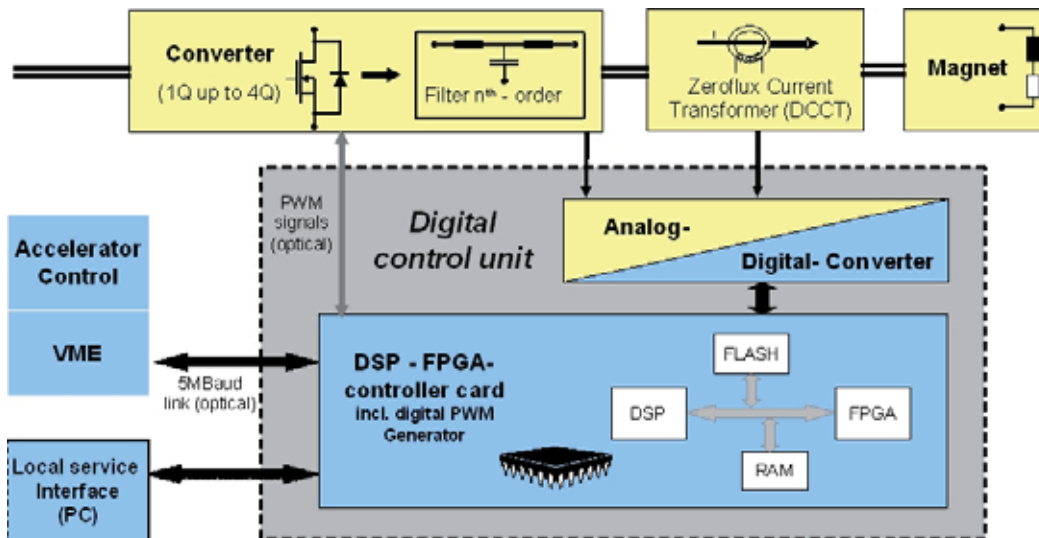 Converter
(1Q up to 4Q)
Filter nth - order
I
Zeroflux Current
Transformer (DCCT)
Magnet
PWM
signals
(optical)
Digital
control unit
Analog-
Digital- Converter
Accelerator
Control
VME
5MBaud
link (optical)
DSP - FPGA-
controller card
incl. digital PWM
Generator
FLASH
DSP
FPGA
RAM
Local service
Interface
(PC)